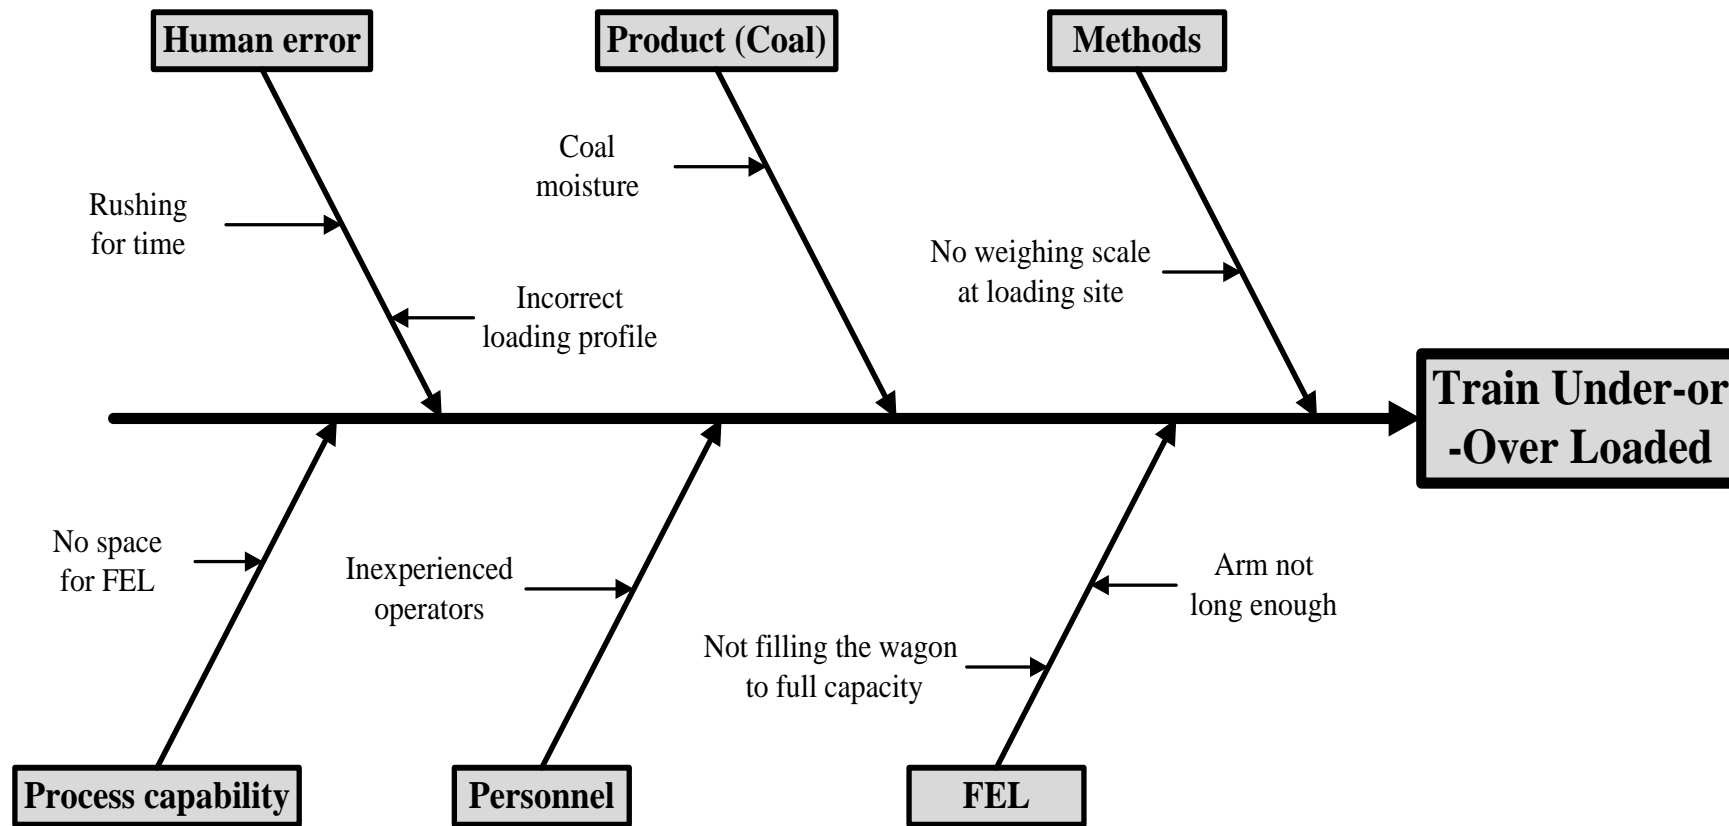 Human error
Product (Coal)
Methods
Coal
moisture
Rushing
for time
No weighing scale
at loading site
Incorrect
loading profile
Train Under-or
-Over Loaded
No space
for FEL
Inexperienced
operators
Arm not
long enough
Not filling the wagon
to full capacity
Process capability
Personnel
FEL